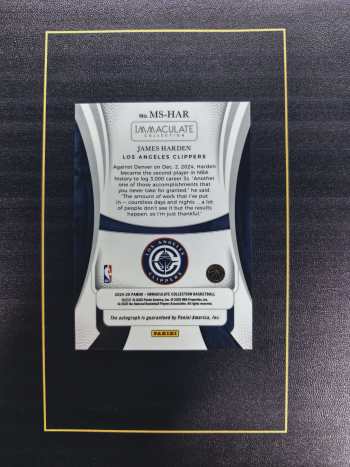 No. MS-HAR
IMMACULATE
COLLECTION
JAMES HARDEN
LOS ANGELES CLIPPERS
Against Denver on Dec. 2, 2024, Harden
became the second player in NBA
history to log 3,000 career 3s. "Another
one of those accomplishments that
you never take for granted," he said.
"The amount of work that I've put
in — countless days and nights ... a lot
of people don't see it but the results
happen, so I'm just thankful."
LOS ANGELES
CLIPPERS
NBA
2024-25 PANINI - IMMACULATE COLLECTION BASKETBALL
The autograph is guaranteed by Panini America, Inc.
PANINI